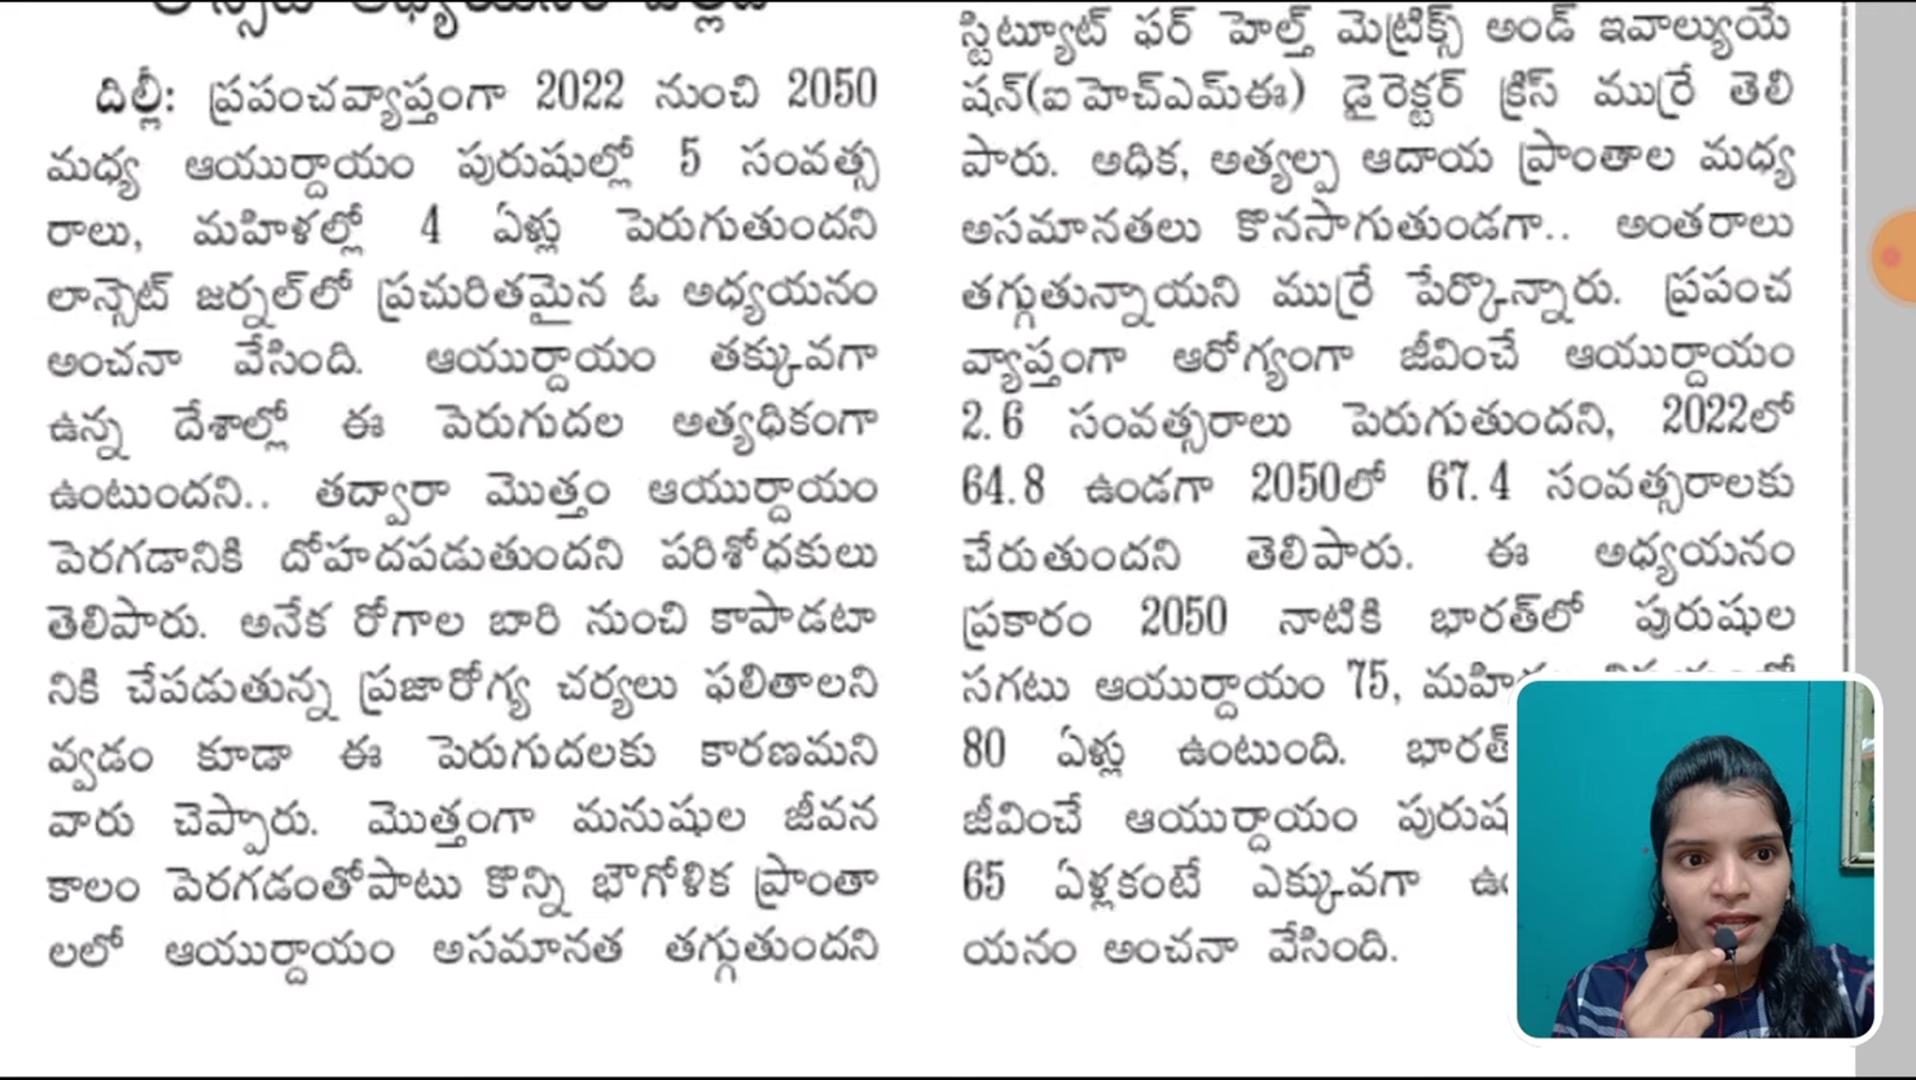 దిల్లీ: ప్రపంచవ్యాప్తంగా 2022 నుంచి 2050
మధ్య ఆయుర్దాయం పురుషుల్లో 5 సంవత్స
రాలు, మహిళల్లో 4 ఏళ్లు పెరుగుతుందని
లాన్సెట్ జర్నల్‌లో ప్రచురితమైన ఓ అధ్యయనం
అంచనా వేసింది. ఆయుర్దాయం తక్కువగా
ఉన్న దేశాల్లో ఈ పెరుగుదల అత్యధికంగా
ఉంటుందని.. తద్వారా మొత్తం ఆయుర్దాయం
పెరగడానికి దోహదపడుతుందని పరిశోధకులు
తెలిపారు. అనేక రోగాల బారి నుంచి కాపాడటా
నికి చేపడుతున్న ప్రజారోగ్య చర్యలు ఫలితాలని
వ్వడం కూడా ఈ పెరుగుదలకు కారణమని
వారు చెప్పారు. మొత్తంగా మనుషుల జీవన
కాలం పెరగడంతోపాటు కొన్ని భౌగోళిక ప్రాంతా
లలో ఆయుర్దాయం అసమానత తగ్గుతుందని
స్టిట్యూట్ ఫర్ హెల్త్ మెట్రిక్స్ అండ్ ఇవాల్యుయే
షన్(ఐహెచ్ఎమ్ఈ) డైరెక్టర్ క్రిస్ ముర్రే తెలి
పారు. అధిక, అత్యల్ప ఆదాయ ప్రాంతాల మధ్య
అసమానతలు కొనసాగుతుండగా.. అంతరాలు
తగ్గుతున్నాయని ముర్రే పేర్కొన్నారు. ప్రపంచ
వ్యాప్తంగా ఆరోగ్యంగా జీవించే ఆయుర్దాయం
2.6 సంవత్సరాలు పెరుగుతుందని, 2022లో
64.8 ఉండగా 2050లో 67.4 సంవత్సరాలకు
చేరుతుందని తెలిపారు. ఈ అధ్యయనం
ప్రకారం 2050 నాటికి భారత్‌లో పురుషుల
సగటు ఆయుర్దాయం 75,
80 ఏళ్లు ఉంటుంది.
జీవించే ఆయుర్దాయం
65 ఏళ్లకంటే ఎక్కువగా
యనం అంచనా వేసింది.